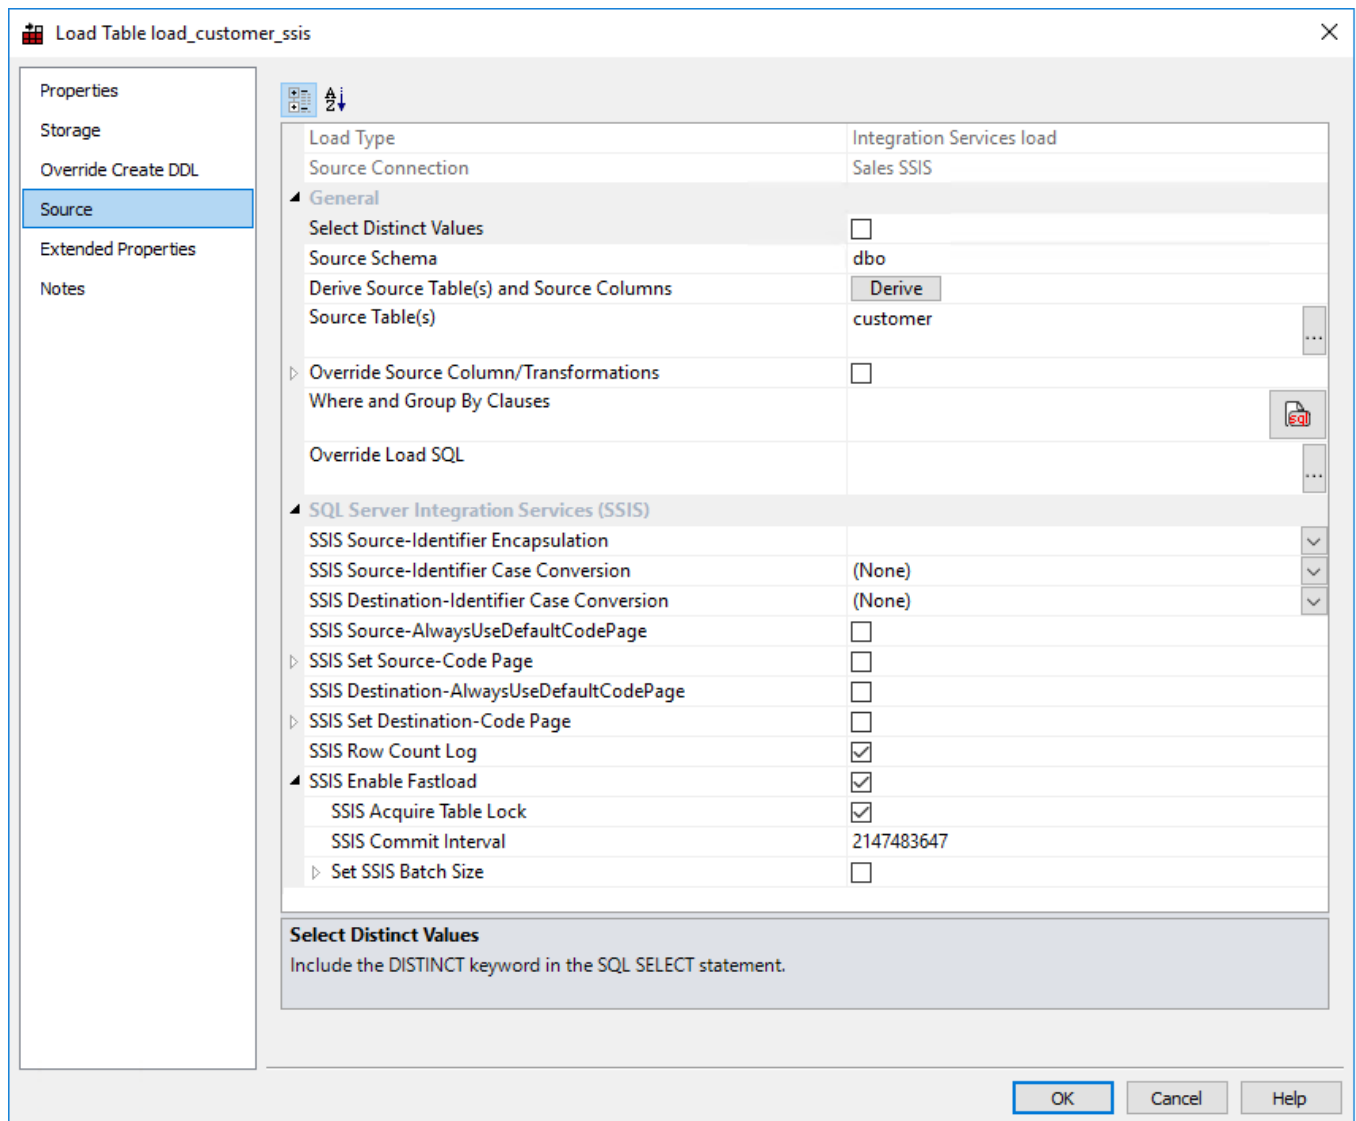 Load Table load_customer_ssis
Properties
Storage
Override Create DDL
Source
Extended Properties
Notes
Load Type Integration Services load
Source Connection Sales SSIS
General
Select Distinct Values
Source Schema dbo
Derive Source Table(s) and Source Columns Derive
Source Table(s) customer
...
Override Source Column/Transformations
Where and Group By Clauses
sql
Override Load SQL
...
SQL Server Integration Services (SSIS)
SSIS Source-Identifier Encapsulation
SSIS Source-Identifier Case Conversion (None)
SSIS Destination-Identifier Case Conversion (None)
SSIS Source-AlwaysUseDefaultCodePage
SSIS Set Source-Code Page
SSIS Destination-AlwaysUseDefaultCodePage
SSIS Set Destination-Code Page
SSIS Row Count Log
SSIS Enable Fastload
SSIS Acquire Table Lock
SSIS Commit Interval 2147483647
Set SSIS Batch Size
Select Distinct Values
Include the DISTINCT keyword in the SQL SELECT statement.
OK Cancel Help